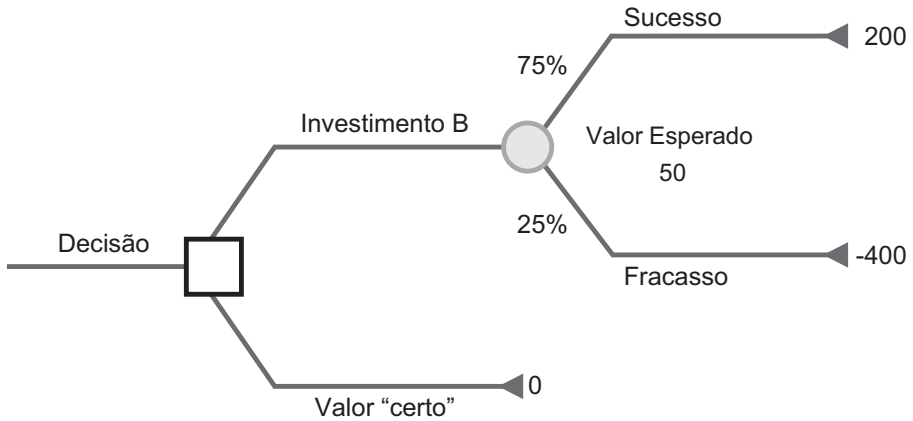 Sucesso
200
75%
Investimento B
Valor Esperado
50
25%
Decisão
-400
Fracasso
0
Valor “certo”